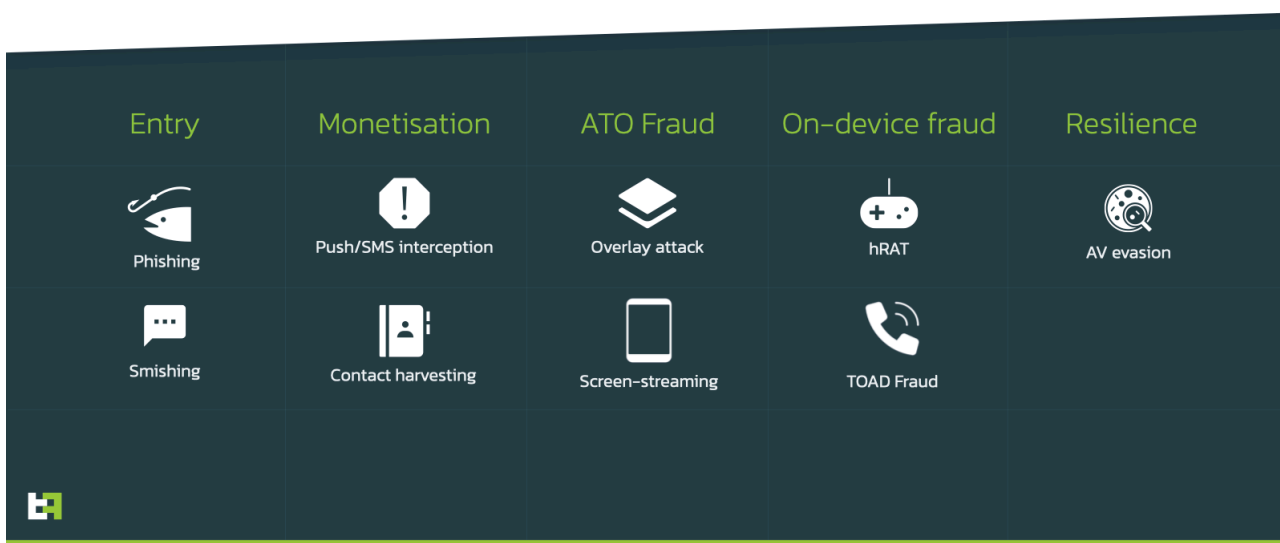 Entry Monetisation ATO Fraud On-device fraud Resilience
Phishing Push/SMS interception Overlay attack hRAT AV evasion
Smishing Contact harvesting Screen-streaming TOAD Fraud